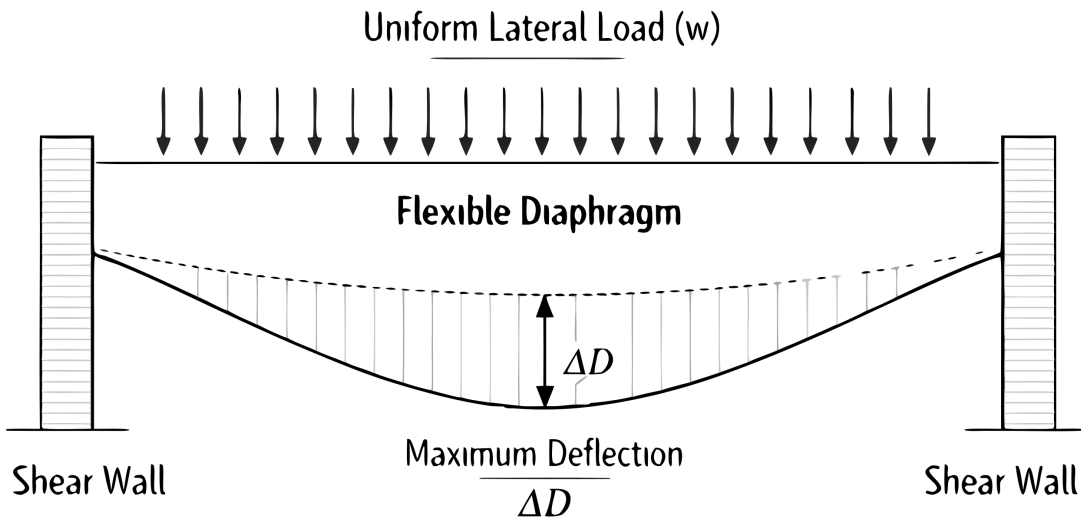 Uniform Lateral Load (w)
Flexible Diaphragm
ΔD
Maximum Deflection
ΔD
Shear Wall
Shear Wall